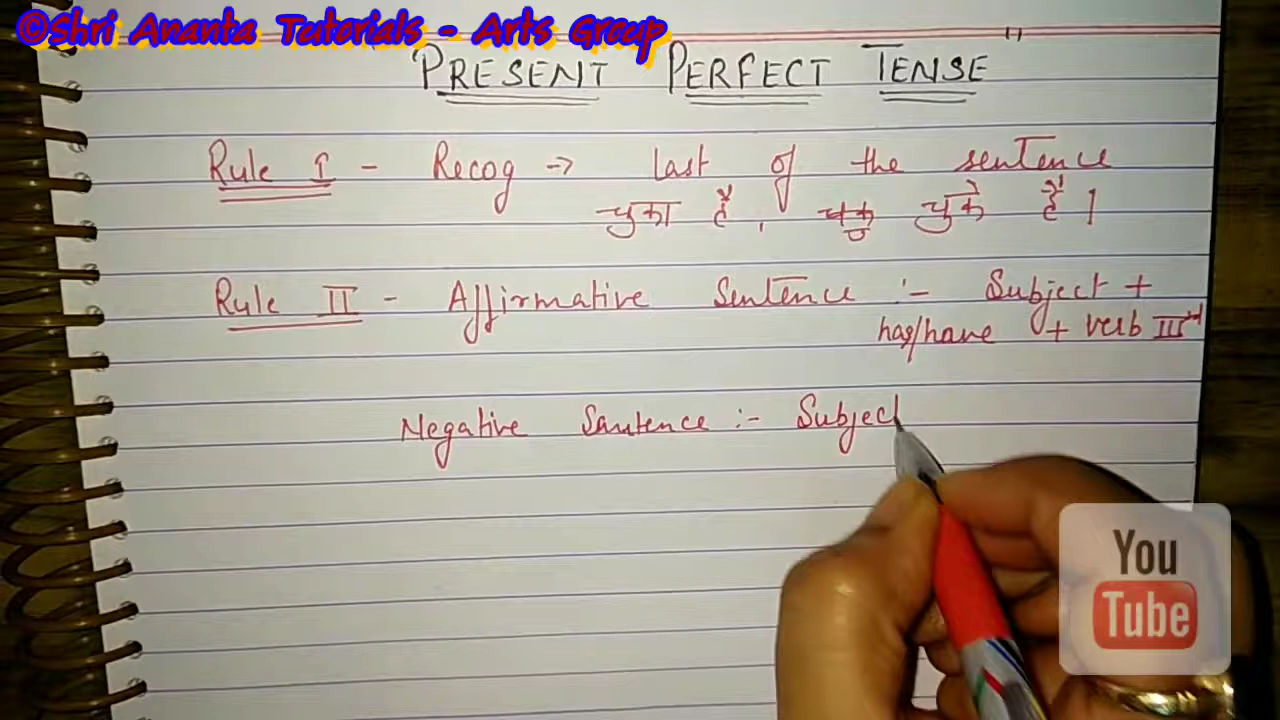 ©Shri Ananta Tutorials - Arts Group
"PRESENT PERFECT TENSE"
Rule I - Recog → last of the sentence
चुका है, चुके हैं।
Rule II - Affirmative Sentence :- Subject +
has/have + verb III
Negative Santence :- Subject
You
Tube